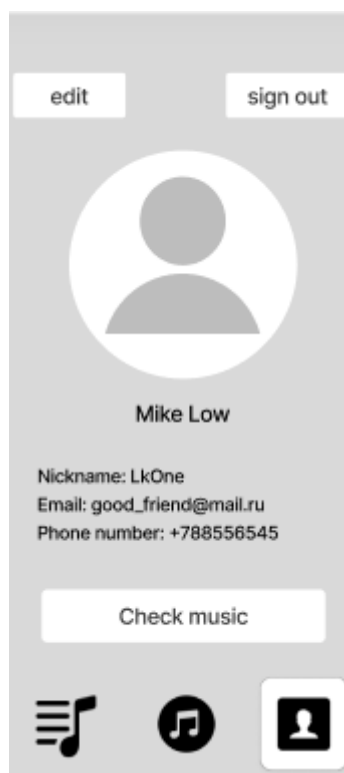 edit
sign out
Mike Low
Nickname: LkOne
Email: good_friend@mail.ru
Phone number: +788556545
Check music